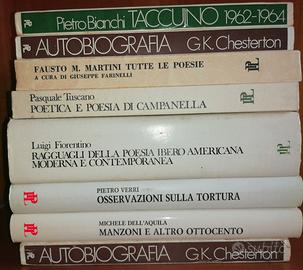 Pietro Bianchi TACCUINO 1962-1964
AUTOBIOGRAFIA G.K. Chesterton
FAUSTO M. MARTINI TUTTE LE POESIE
A CURA DI GIUSEPPE FARINELLI
Pasquale Tuscano
POETICA E POESIA DI CAMPANELLA
Luigi Fiorentino
RAGGUAGLI DELLA POESIA IBERO AMERICANA
MODERNA E CONTEMPORANEA
PIETRO VERRI
OSSERVAZIONI SULLA TORTURA
MICHELE DELL'AQUILA
MANZONI E ALTRO OTTOCENTO
AUTOBIOGRAFIA G.K. Chesterton
subito